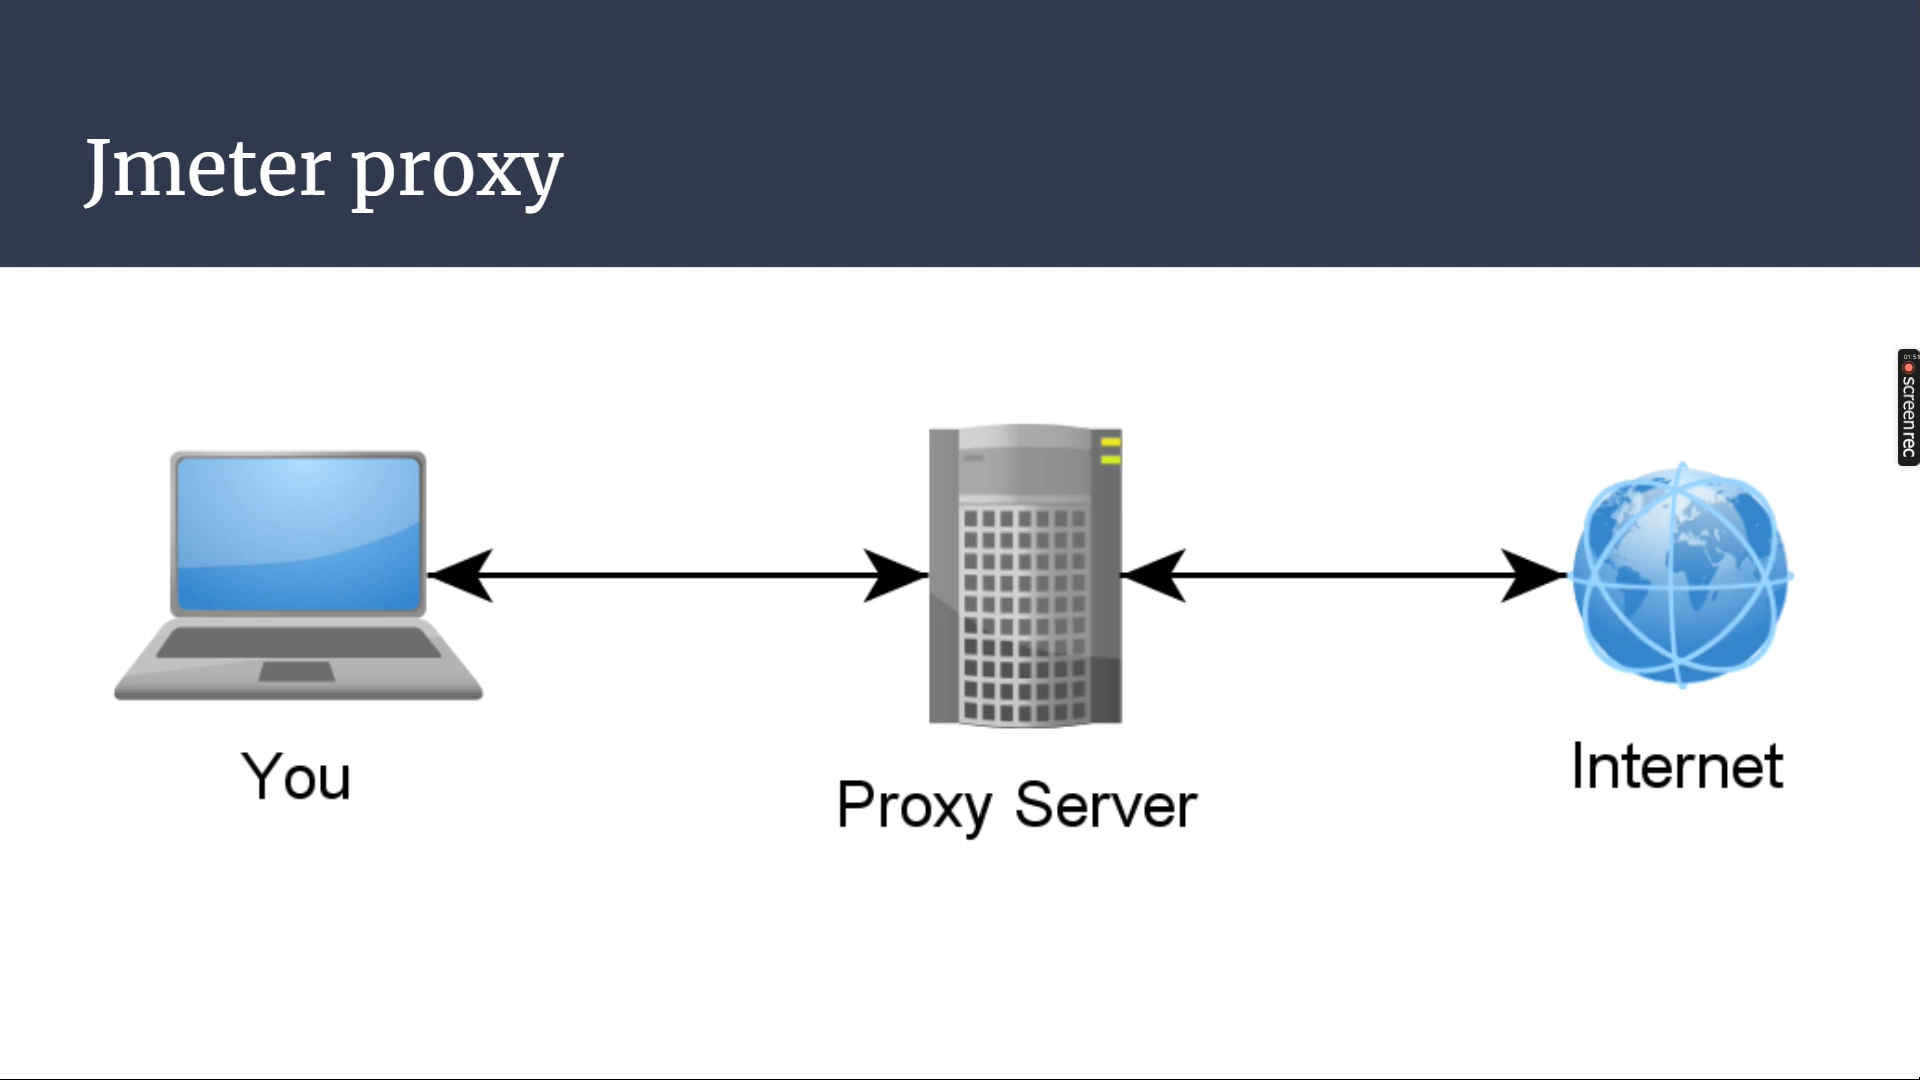 Jmeter proxy
screenrec
You
Proxy Server
Internet